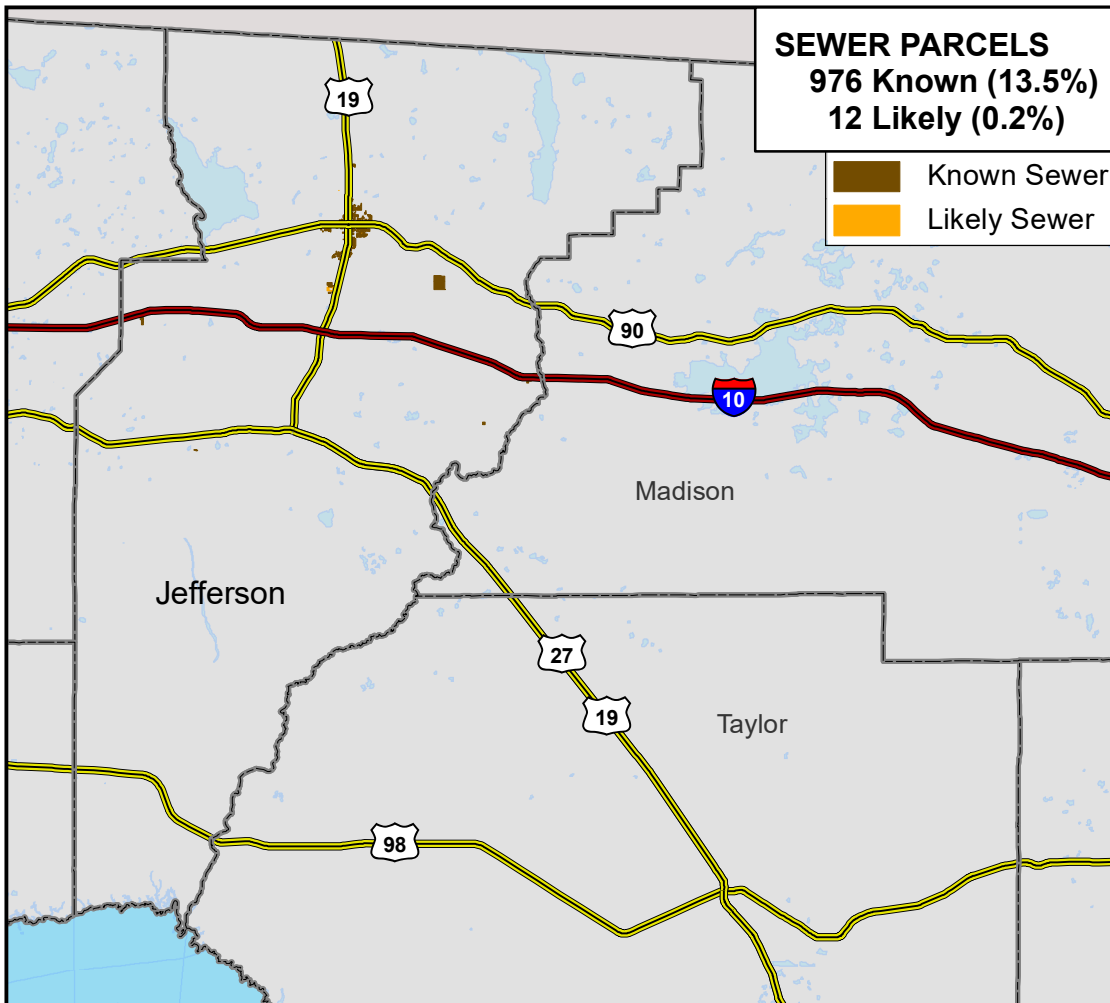 SEWER PARCELS
976 Known (13.5%)
12 Likely (0.2%)
Known Sewer
Likely Sewer
19
90
10
Madison
Jefferson
27
19
Taylor
98